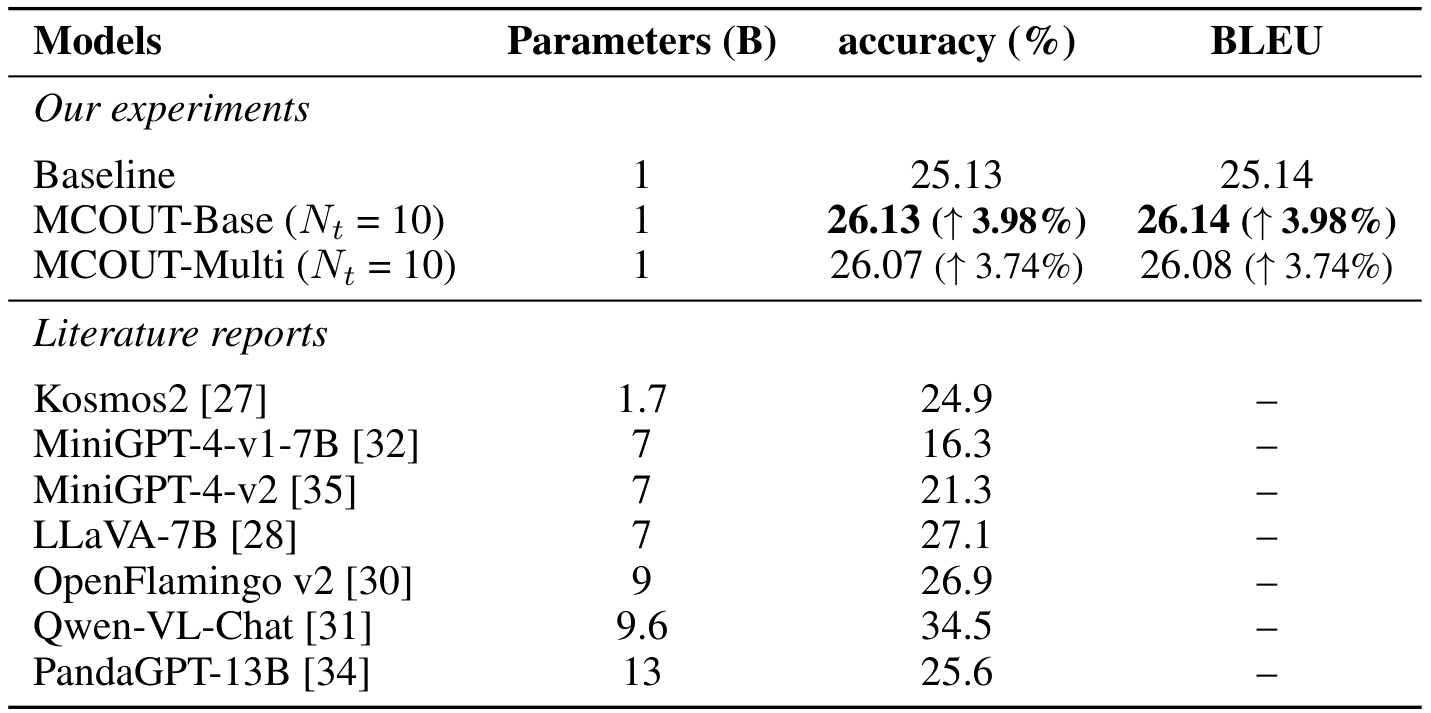 Models Parameters (B) accuracy (%) BLEU
Our experiments
Baseline 1 25.13 25.14
MCOUT-Base (Nt = 10) 1 26.13 (↑ 3.98%) 26.14 (↑ 3.98%)
MCOUT-Multi (Nt = 10) 1 26.07 (↑ 3.74%) 26.08 (↑ 3.74%)
Literature reports
Kosmos2 [27] 1.7 24.9 –
MiniGPT-4-v1-7B [32] 7 16.3 –
MiniGPT-4-v2 [35] 7 21.3 –
LLaVA-7B [28] 7 27.1 –
OpenFlamingo v2 [30] 9 26.9 –
Qwen-VL-Chat [31] 9.6 34.5 –
PandaGPT-13B [34] 13 25.6 –